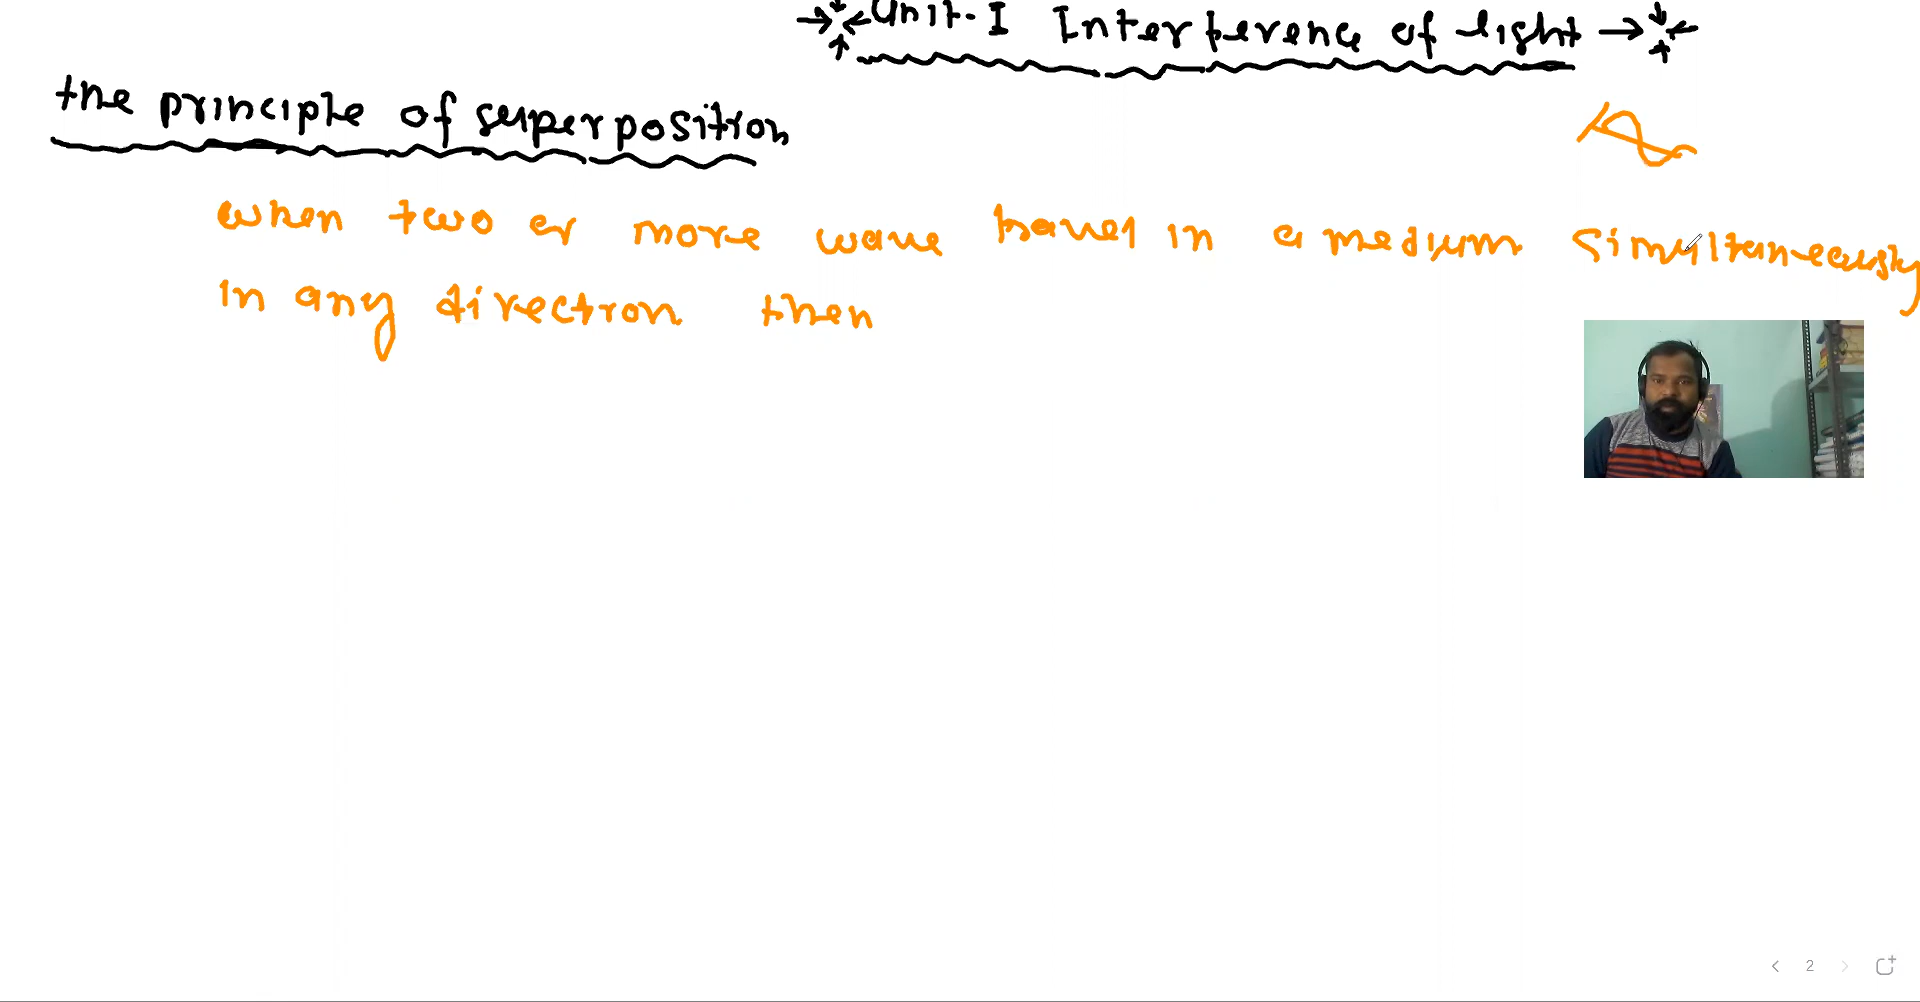 Unit-I Interference of light
the principle of superposition
when two or more wave travel in a medium simultaneously
in any direction then
2